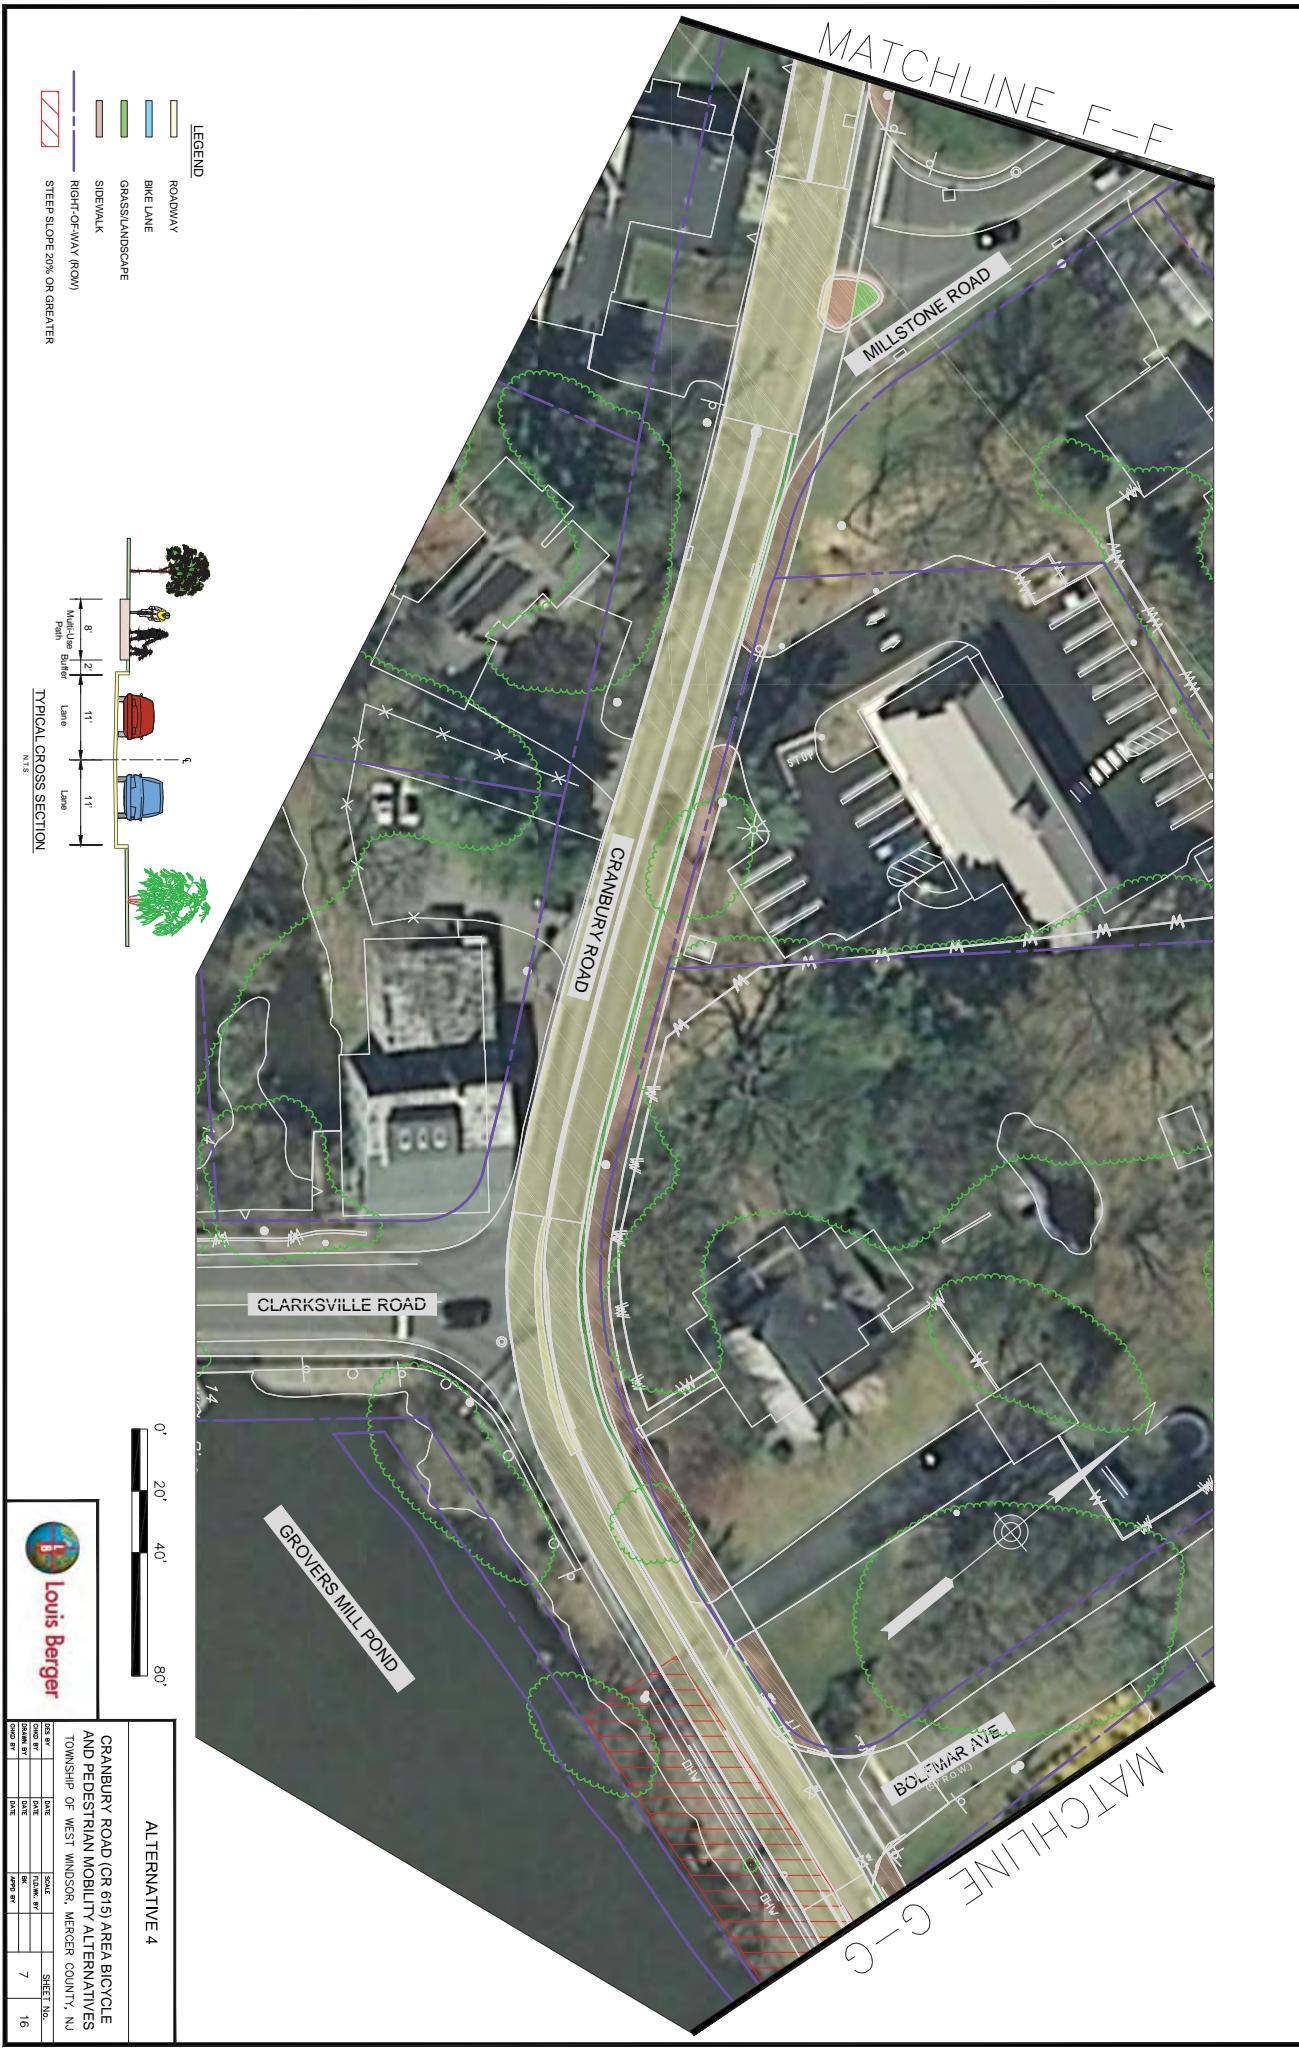 MATCHLINE F-F
LEGEND
ROADWAY
BIKE LANE
GRASS/LANDSCAPE
SIDEWALK
RIGHT-OF-WAY (ROW)
STEEP SLOPE 20% OR GREATER
MILLSTONE ROAD
STOP
CRANBURY ROAD
CLARKSVILLE ROAD
GROVERS MILL POND
BOLFMAR AVE
14
OHW
OHW
MATCHLINE G-G
8'
Multi-Use
Path
2'
Buffer
11'
Lane
11'
Lane
℄
TYPICAL CROSS SECTION
N.T.S.
0'
20'
40'
80'
LB
Louis Berger
ALTERNATIVE 4
CRANBURY ROAD (CR 615) AREA BICYCLE
AND PEDESTRIAN MOBILITY ALTERNATIVES
TOWNSHIP OF WEST WINDSOR, MERCER COUNTY, NJ
DES BY DATE SCALE SHEET No.
CHKD BY DATE FLD.WK. BY
DRAWN BY DATE BK 7 16
CHKD BY DATE APPD BY